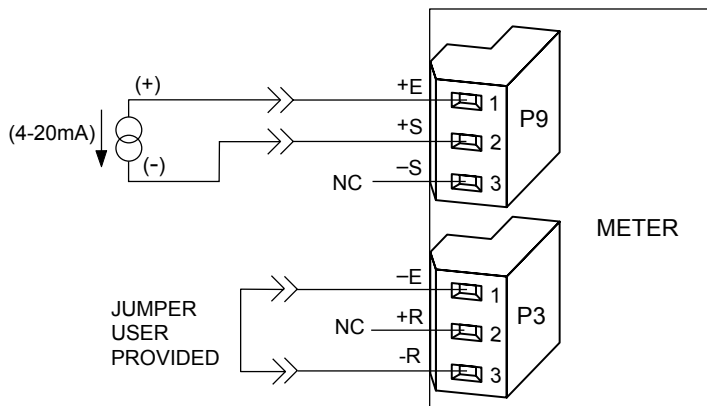 (+)
(4-20mA)
(-)
+E
+S
–S
NC
1
2
3
P9
METER
JUMPER
USER
PROVIDED
–E
+R
NC
-R
1
2
3
P3